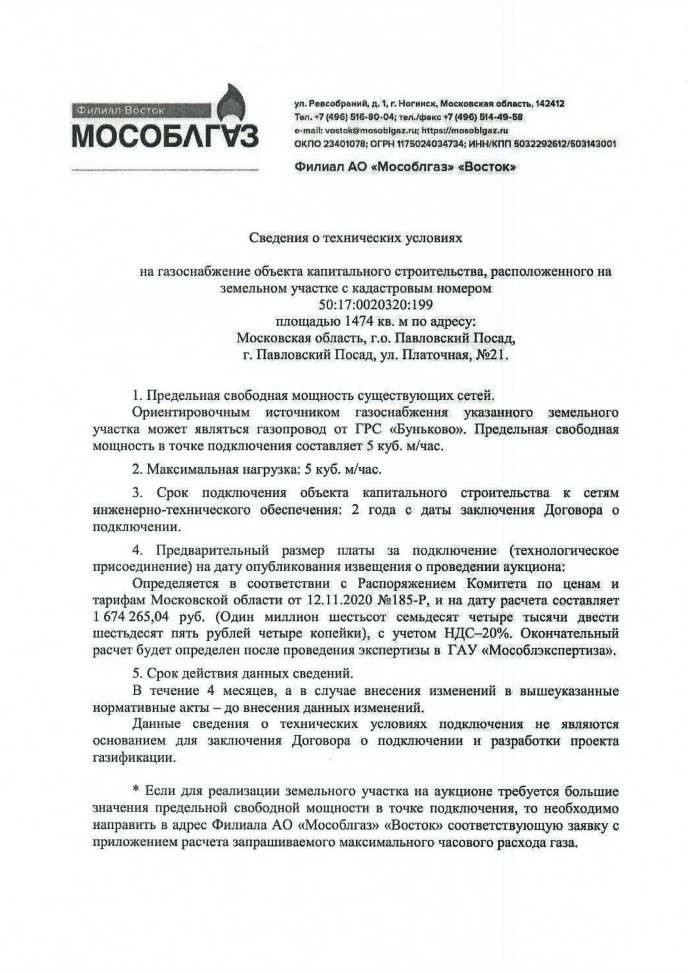 Филиал Восток
МОСОБЛГАЗ
ул. Ревсобраний, д. 1, г. Ногинск, Московская область, 142412
Тел. +7 (496) 516-80-04; тел./факс +7 (496) 514-49-58
e-mail: vostok@mosoblgaz.ru; https://mosoblgaz.ru
ОКПО 23401078; ОГРН 1175024034734; ИНН/КПП 5032292612/503143001
Филиал АО «Мособлгаз» «Восток»
Сведения о технических условиях
на газоснабжение объекта капитального строительства, расположенного на
земельном участке с кадастровым номером
50:17:0020320:199
площадью 1474 кв. м по адресу:
Московская область, г.о. Павловский Посад,
г. Павловский Посад, ул. Платочная, №21.
1. Предельная свободная мощность существующих сетей.
Ориентировочным источником газоснабжения указанного земельного
участка может являться газопровод от ГРС «Буньково». Предельная свободная
мощность в точке подключения составляет 5 куб. м/час.
2. Максимальная нагрузка: 5 куб. м/час.
3. Срок подключения объекта капитального строительства к сетям
инженерно-технического обеспечения: 2 года с даты заключения Договора о
подключении.
4. Предварительный размер платы за подключение (технологическое
присоединение) на дату опубликования извещения о проведении аукциона:
Определяется в соответствии с Распоряжением Комитета по ценам и
тарифам Московской области от 12.11.2020 №185-Р, и на дату расчета составляет
1 674 265,04 руб. (Один миллион шестьсот семьдесят четыре тысячи двести
шестьдесят пять рублей четыре копейки), с учетом НДС–20%. Окончательный
расчет будет определен после проведения экспертизы в ГАУ «Мособлэкспертиза».
5. Срок действия данных сведений.
В течение 4 месяцев, а в случае внесения изменений в вышеуказанные
нормативные акты – до внесения данных изменений.
Данные сведения о технических условиях подключения не являются
основанием для заключения Договора о подключении и разработки проекта
газификации.
* Если для реализации земельного участка на аукционе требуется большие
значения предельной свободной мощности в точке подключения, то необходимо
направить в адрес Филиала АО «Мособлгаз» «Восток» соответствующую заявку с
приложением расчета запрашиваемого максимального часового расхода газа.